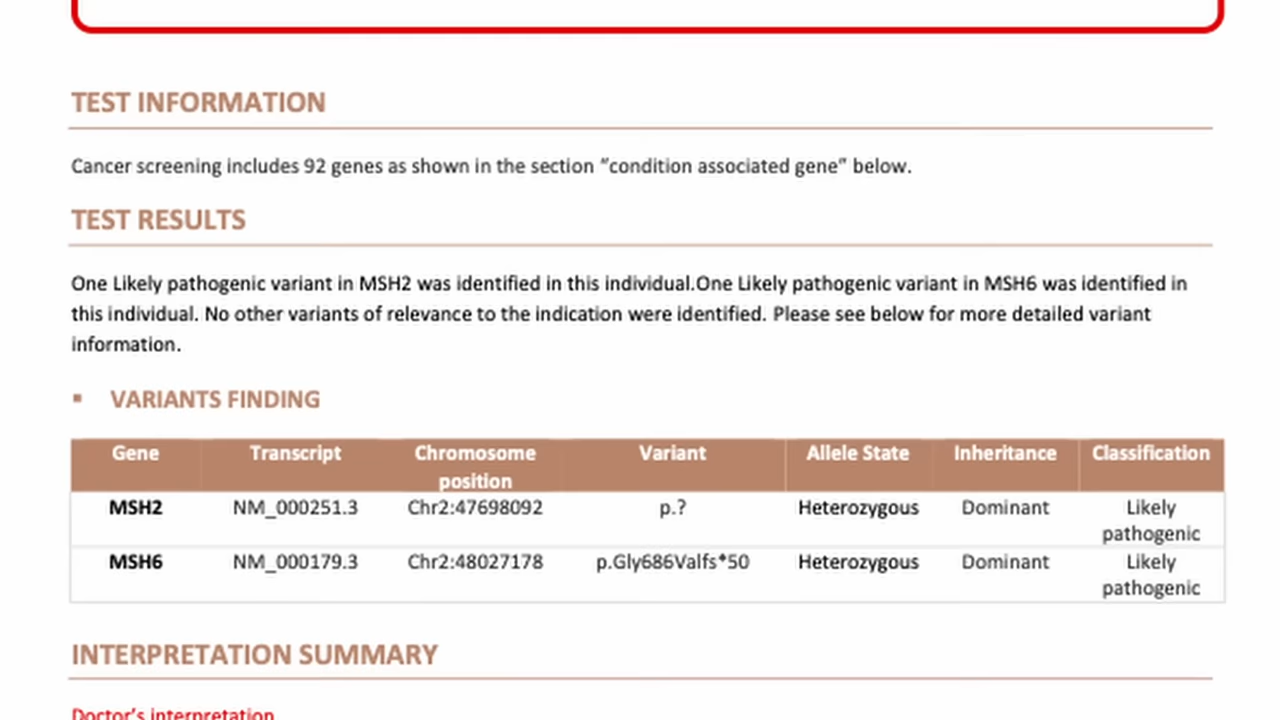 TEST INFORMATION
Cancer screening includes 92 genes as shown in the section "condition associated gene" below.
TEST RESULTS
One Likely pathogenic variant in MSH2 was identified in this individual.One Likely pathogenic variant in MSH6 was identified in
this individual. No other variants of relevance to the indication were identified. Please see below for more detailed variant
information.
▪ VARIANTS FINDING
Gene Transcript Chromosome position Variant Allele State Inheritance Classification
MSH2 NM_000251.3 Chr2:47698092 p.? Heterozygous Dominant Likely pathogenic
MSH6 NM_000179.3 Chr2:48027178 p.Gly686Valfs*50 Heterozygous Dominant Likely pathogenic
INTERPRETATION SUMMARY
Doctor's interpretation